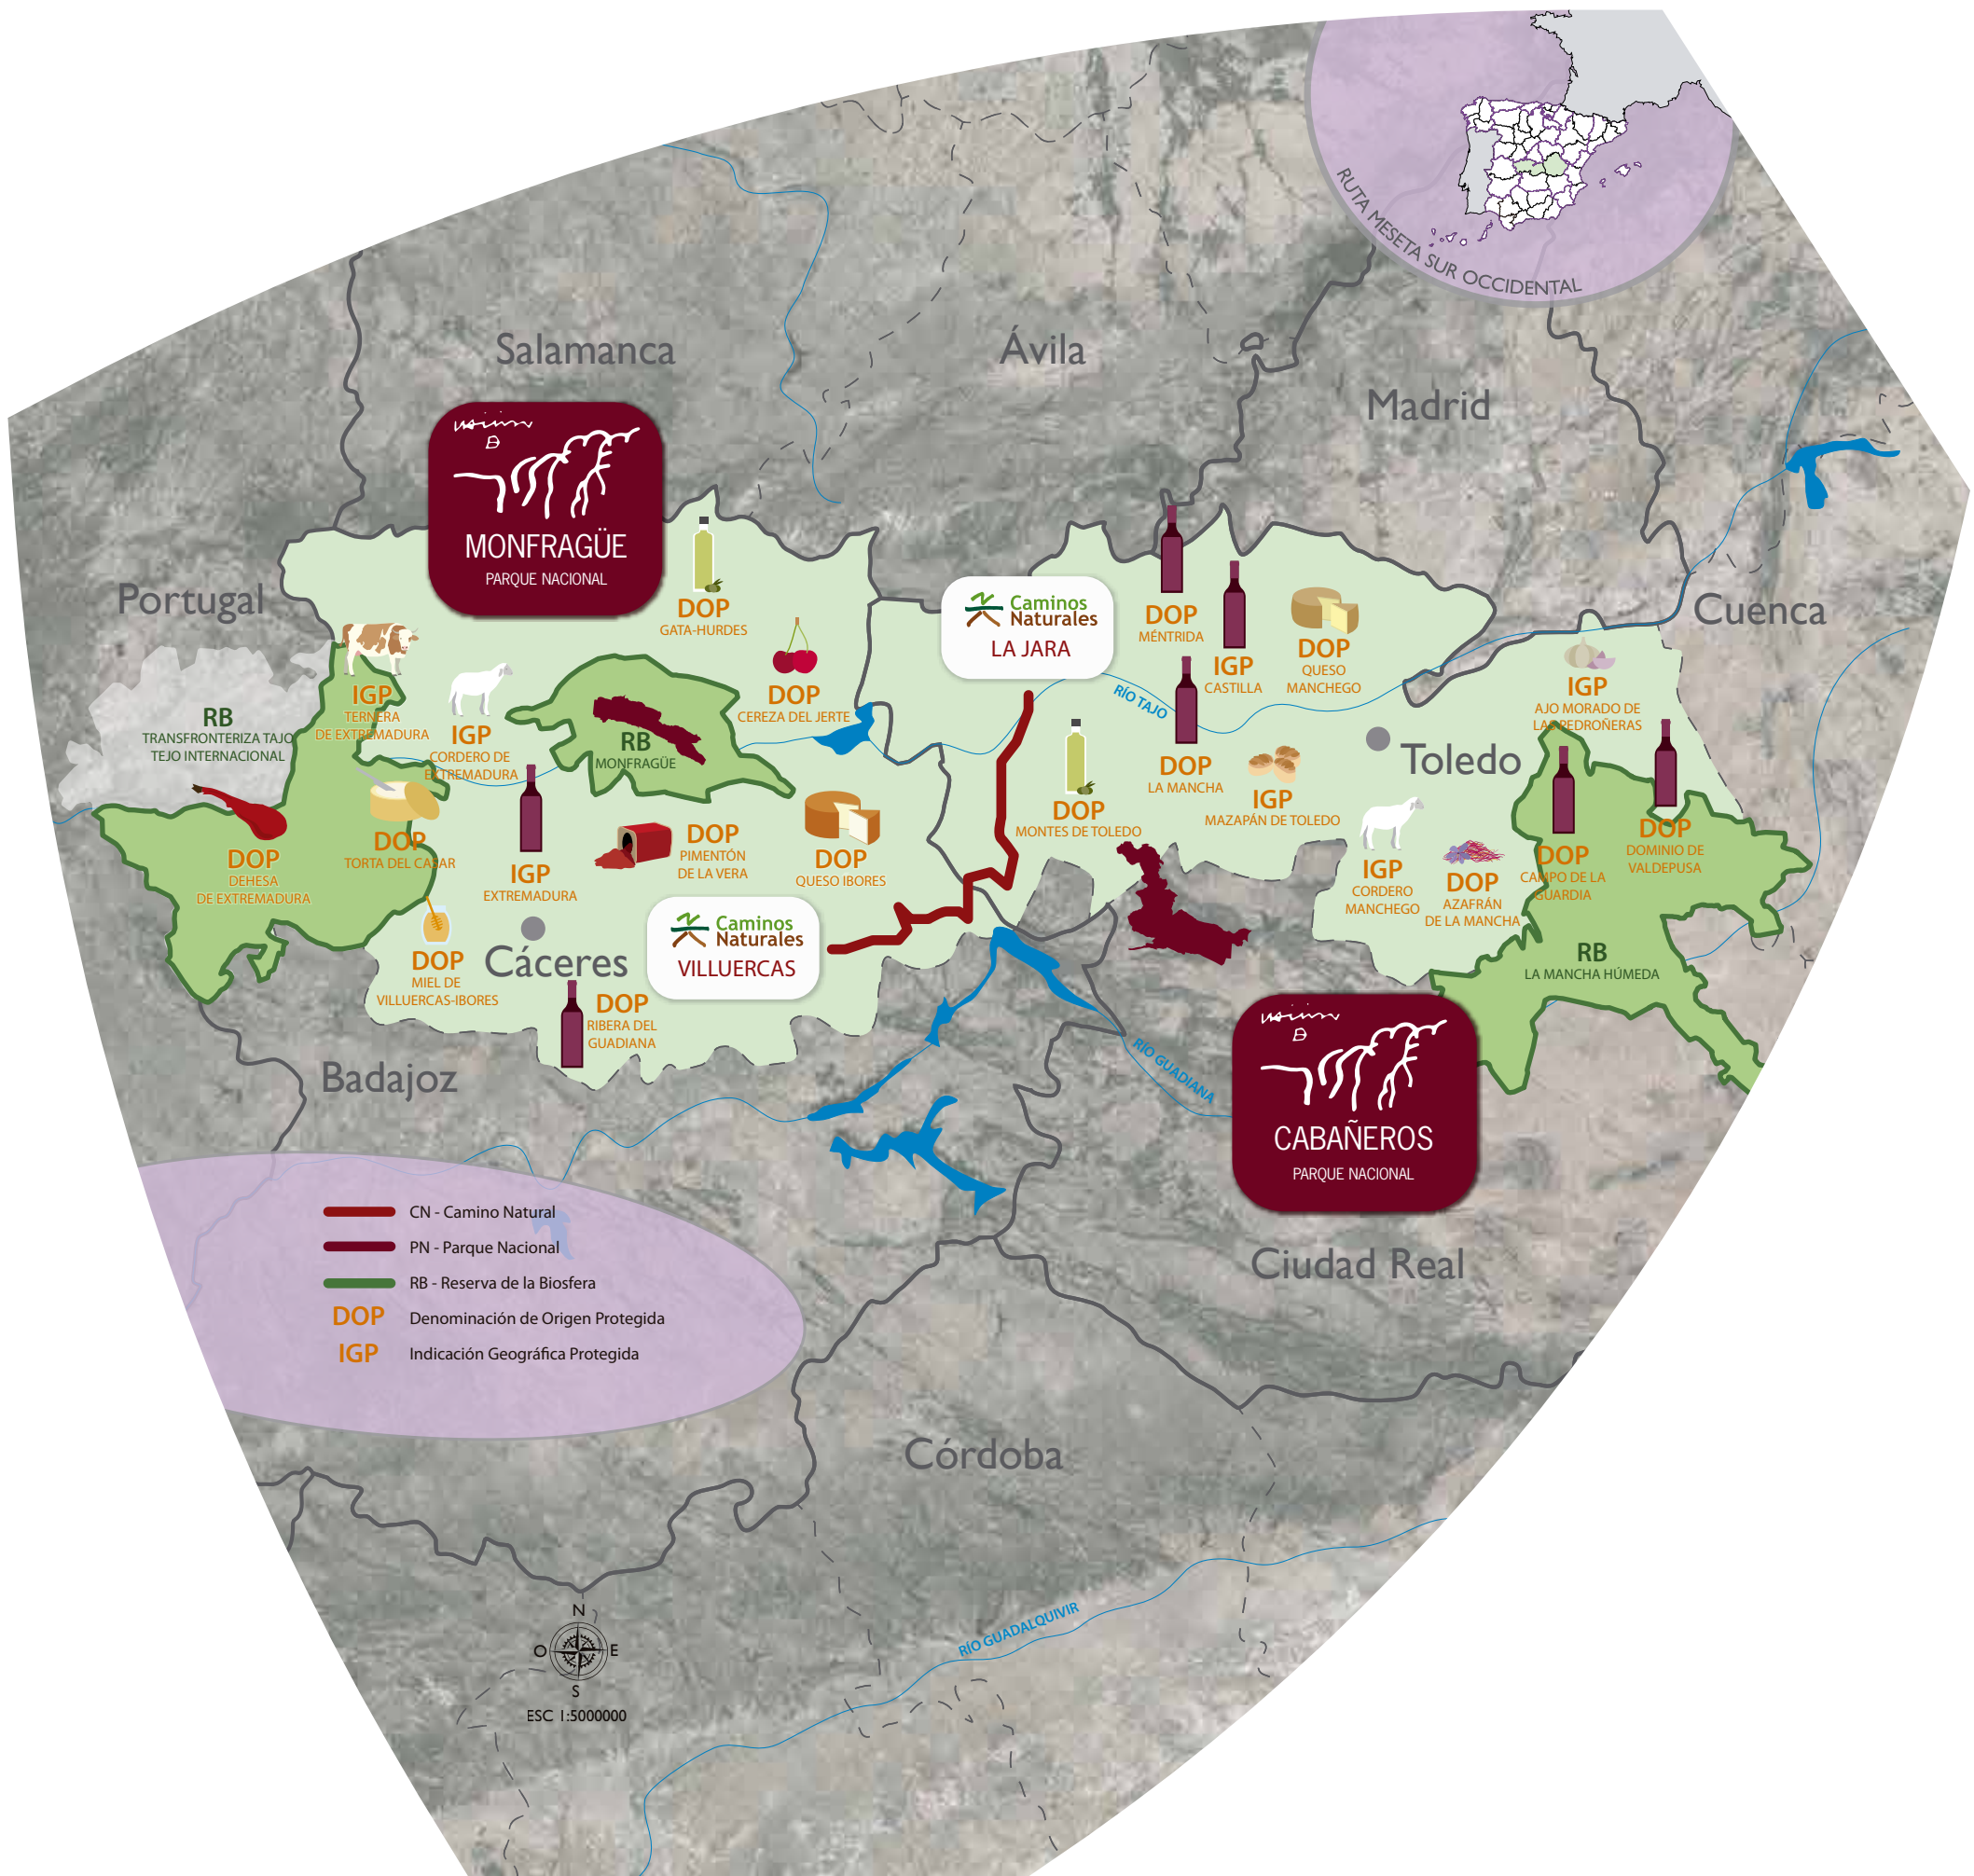 RUTA MESETA SUR OCCIDENTAL
Salamanca
Ávila
Madrid
MONFRAGÜE
PARQUE NACIONAL
Portugal
Cuenca
DOP
GATA-HURDES
Caminos
Naturales
LA JARA
DOP
MÉNTRIDA
IGP
CASTILLA
DOP
QUESO
MANCHEGO
IGP
TERNERA
DE EXTREMADURA
IGP
CORDERO DE
EXTREMADURA
DOP
CEREZA DEL JERTE
RÍO TAJO
IGP
AJO MORADO DE
LAS PEDROÑERAS
RB
TRANSFRONTERIZA TAJO
TEJO INTERNACIONAL
RB
MONFRAGÜE
Toledo
DOP
LA MANCHA
IGP
MAZAPÁN DE TOLEDO
DOP
MONTES DE TOLEDO
DOP
DEHESA
DE EXTREMADURA
DOP
TORTA DEL CASAR
IGP
EXTREMADURA
DOP
PIMENTÓN
DE LA VERA
DOP
QUESO IBORES
IGP
CORDERO
MANCHEGO
DOP
AZAFRÁN
DE LA MANCHA
DOP
CAMPO DE LA
GUARDIA
DOP
DOMINIO DE
VALDEPUSA
Caminos
Naturales
VILLUERCAS
Cáceres
DOP
MIEL DE
VILLUERCAS-IBORES
DOP
RIBERA DEL
GUADIANA
RB
LA MANCHA HÚMEDA
Badajoz
RÍO GUADIANA
CABAÑEROS
PARQUE NACIONAL
CN - Camino Natural
PN - Parque Nacional
RB - Reserva de la Biosfera
DOP Denominación de Origen Protegida
IGP Indicación Geográfica Protegida
Ciudad Real
Córdoba
RÍO GUADALQUIVIR
N
O E
S
ESC 1:5000000